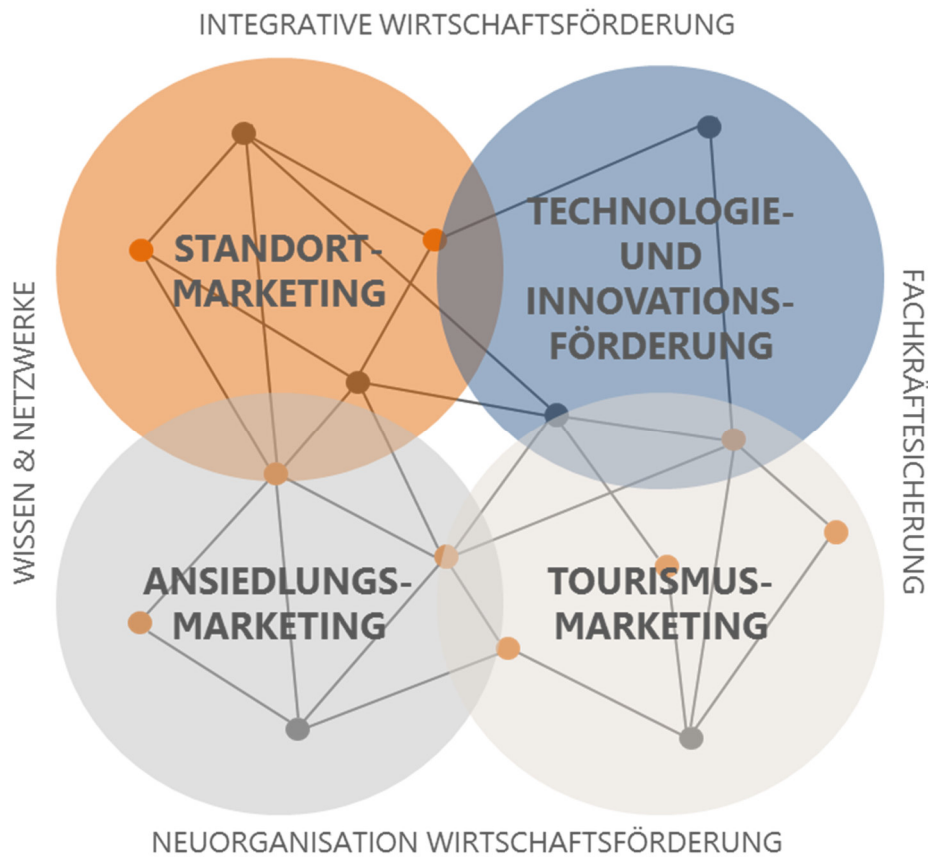 INTEGRATIVE WIRTSCHAFTSFÖRDERUNG
STANDORT-
MARKETING
TECHNOLOGIE-
UND
INNOVATIONS-
FÖRDERUNG
WISSEN & NETZWERKE
FACHKRÄFTESICHERUNG
ANSIEDLUNGS-
MARKETING
TOURISMUS-
MARKETING
NEUORGANISATION WIRTSCHAFTSFÖRDERUNG